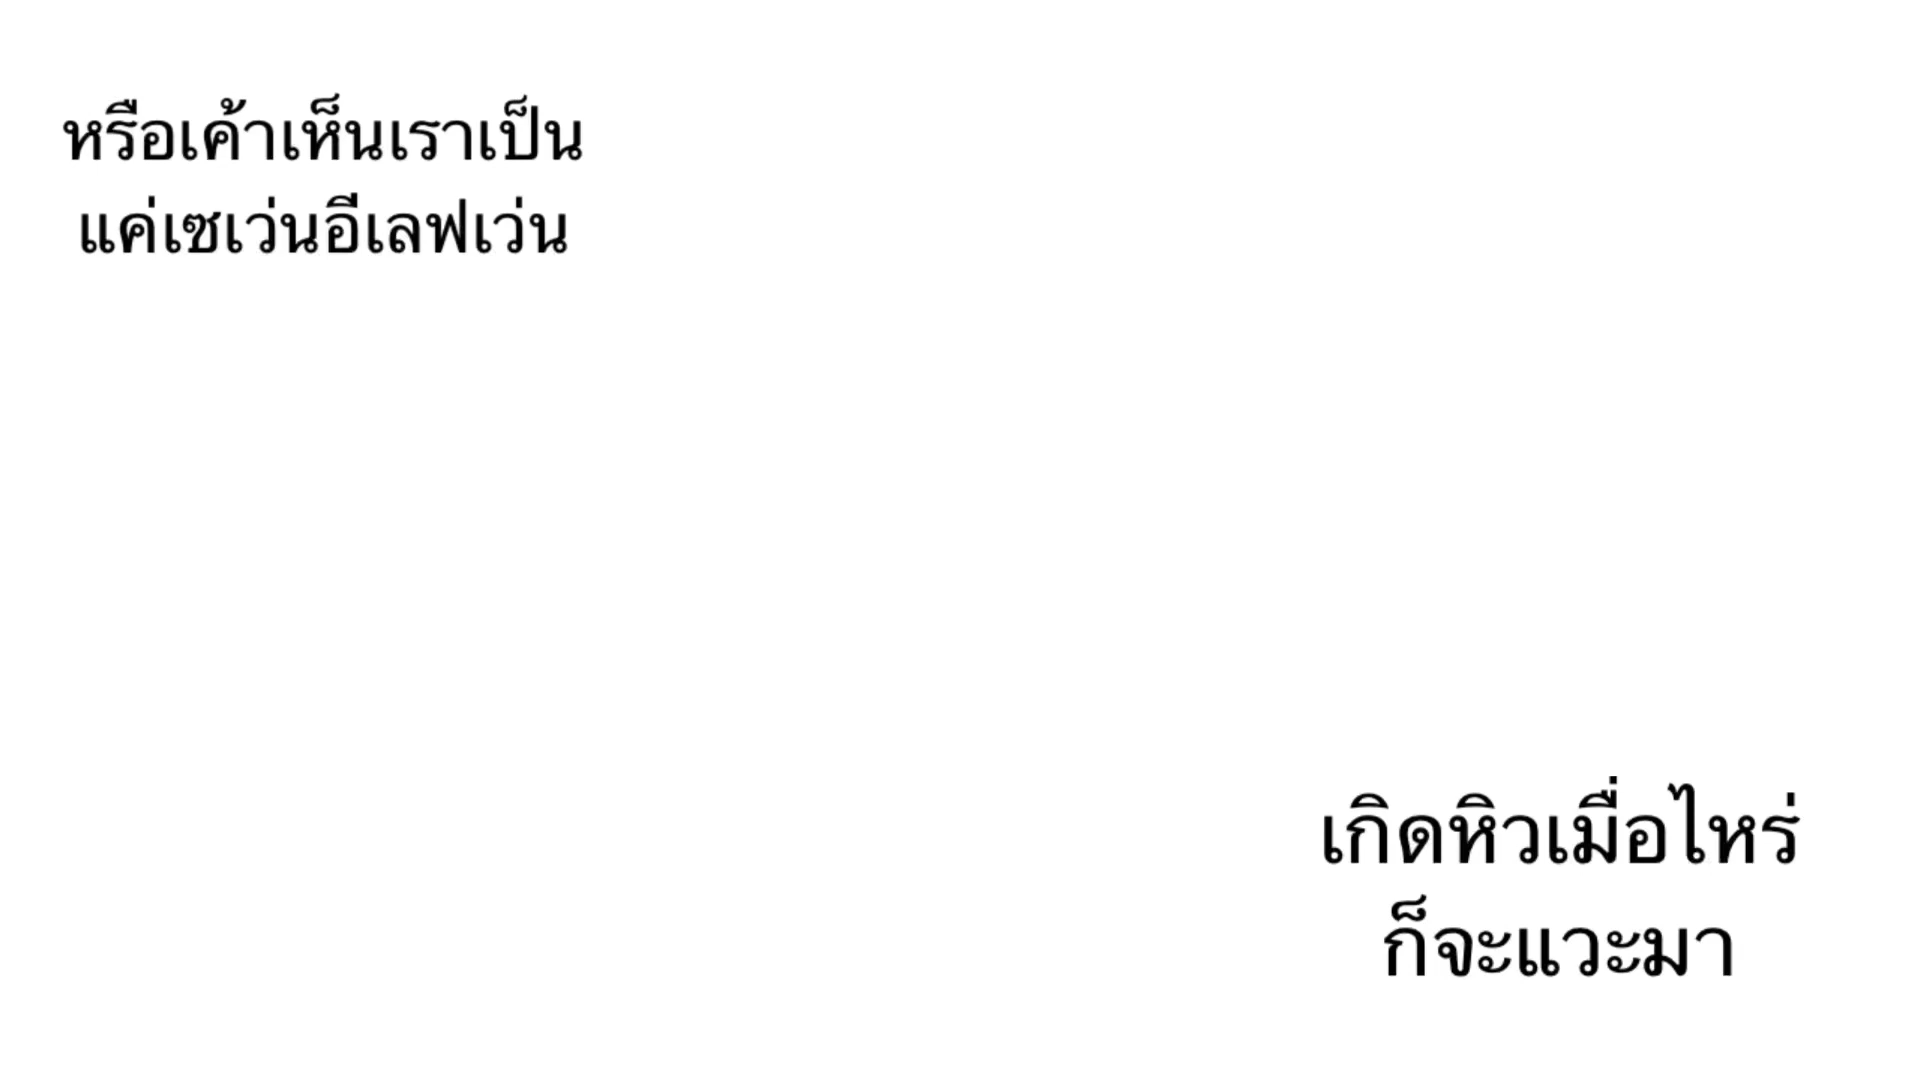 หรือเค้าเห็นเราเป็น
แค่เซเว่นอีเลฟเว่น
เกิดหิวเมื่อไหร่
ก็จะแวะมา